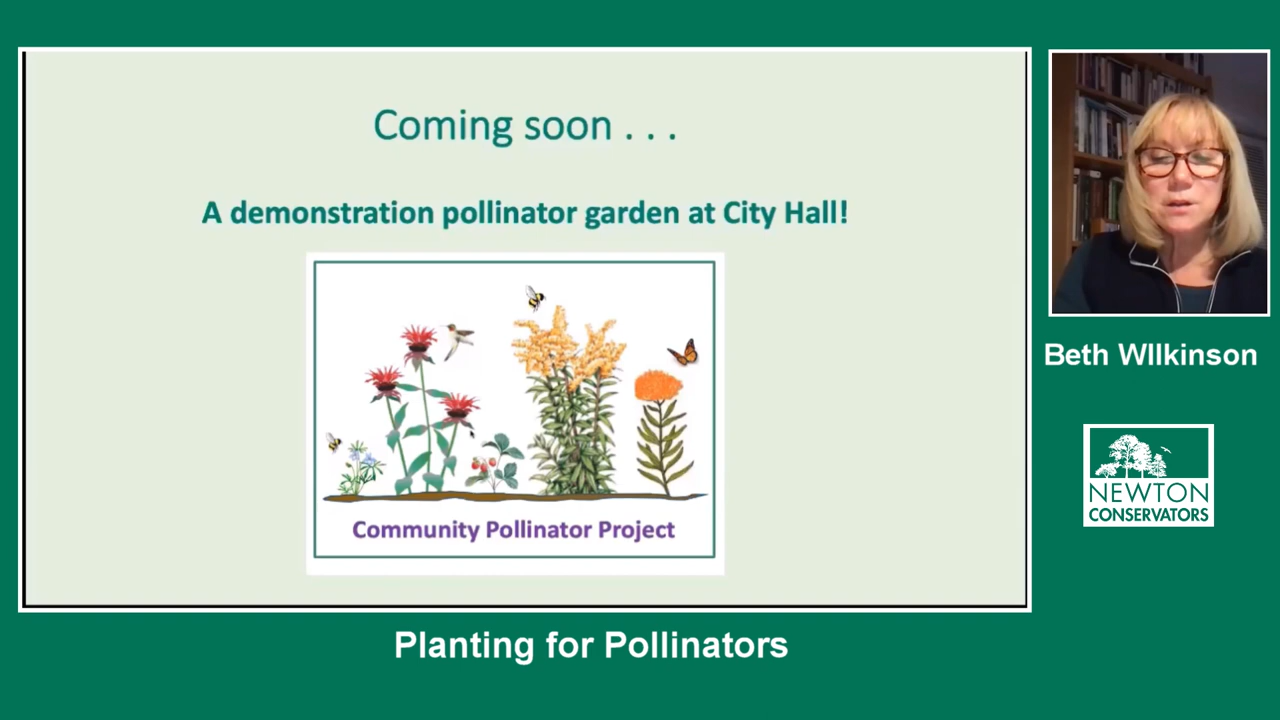 Coming soon . . .
A demonstration pollinator garden at City Hall!
Community Pollinator Project
Beth WIlkinson
NEWTON
CONSERVATORS
Planting for Pollinators